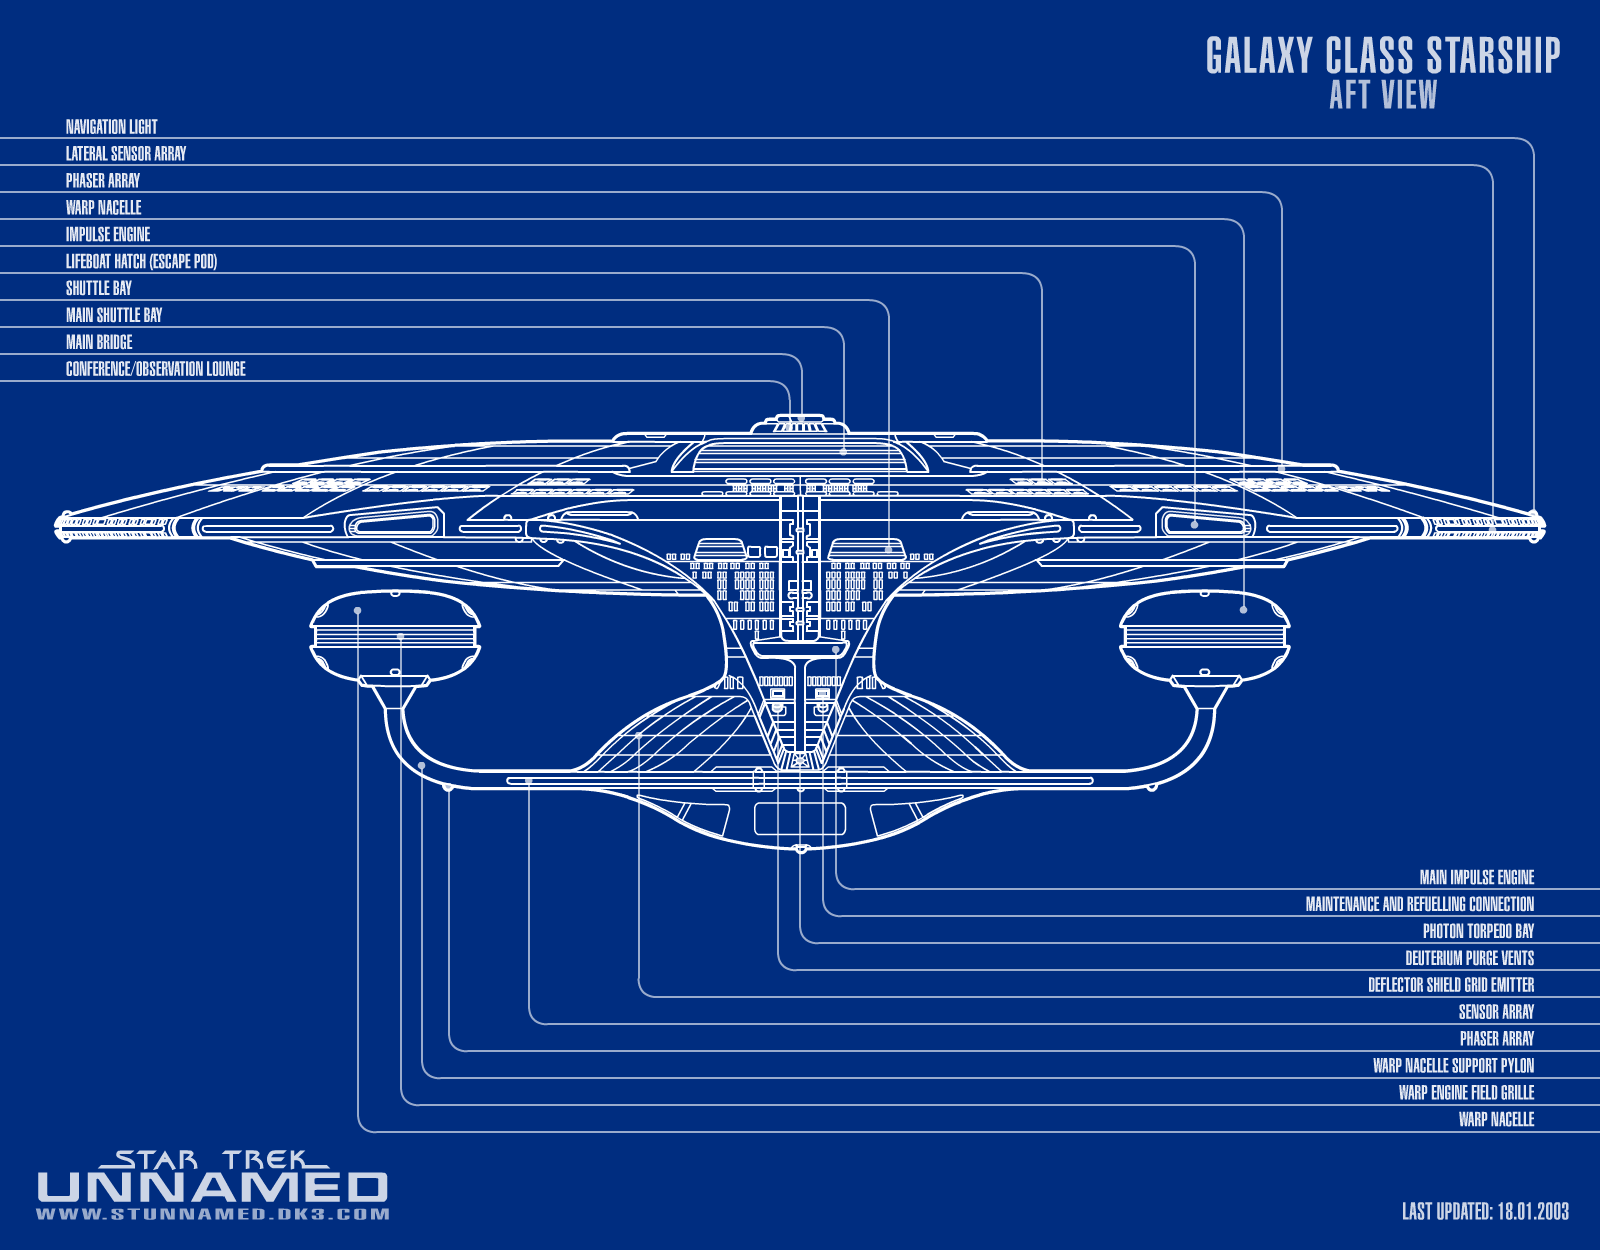 GALAXY CLASS STARSHIP
AFT VIEW
NAVIGATION LIGHT
LATERAL SENSOR ARRAY
PHASER ARRAY
WARP NACELLE
IMPULSE ENGINE
LIFEBOAT HATCH (ESCAPE POD)
SHUTTLE BAY
MAIN SHUTTLE BAY
MAIN BRIDGE
CONFERENCE/OBSERVATION LOUNGE
MAIN IMPULSE ENGINE
MAINTENANCE AND REFUELLING CONNECTION
PHOTON TORPEDO BAY
DEUTERIUM PURGE VENTS
DEFLECTOR SHIELD GRID EMITTER
SENSOR ARRAY
PHASER ARRAY
WARP NACELLE SUPPORT PYLON
WARP ENGINE FIELD GRILLE
WARP NACELLE
STAR TREK
UNNAMED
WWW.STUNNAMED.DK3.COM
LAST UPDATED: 18.01.2003